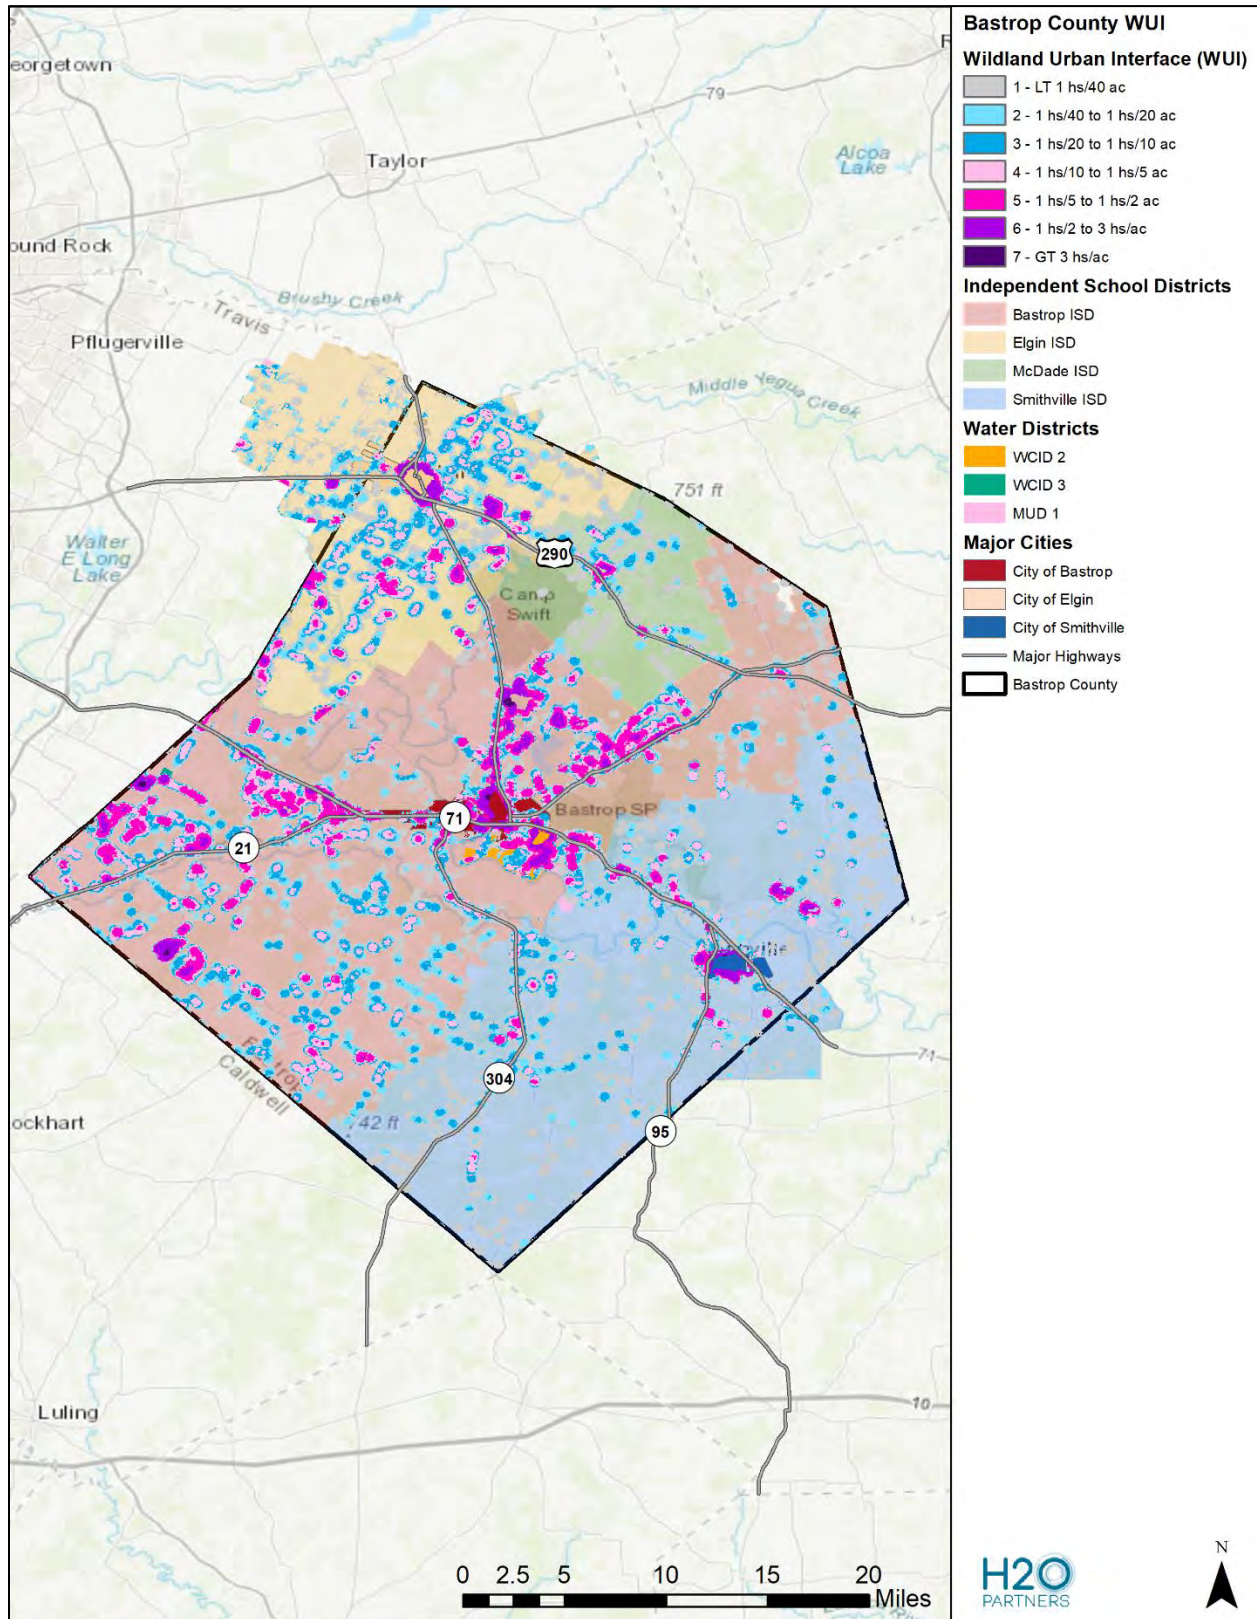 eorgetown
79
Taylor
Alcoa
Lake
ound Rock
Brushy Creek
Travis
Pflugerville
Middle Yegua Creek
751 ft
Walter
E Long
Lake
290
Camp
Swift
Bastrop SP
71
21
ville
71
304
Caldwell
742 ft
ockhart
95
Luling
10
0 2.5 5 10 15 20
Miles
Bastrop County WUI
Wildland Urban Interface (WUI)
1 - LT 1 hs/40 ac
2 - 1 hs/40 to 1 hs/20 ac
3 - 1 hs/20 to 1 hs/10 ac
4 - 1 hs/10 to 1 hs/5 ac
5 - 1 hs/5 to 1 hs/2 ac
6 - 1 hs/2 to 3 hs/ac
7 - GT 3 hs/ac
Independent School Districts
Bastrop ISD
Elgin ISD
McDade ISD
Smithville ISD
Water Districts
WCID 2
WCID 3
MUD 1
Major Cities
City of Bastrop
City of Elgin
City of Smithville
Major Highways
Bastrop County
H2O
PARTNERS
N